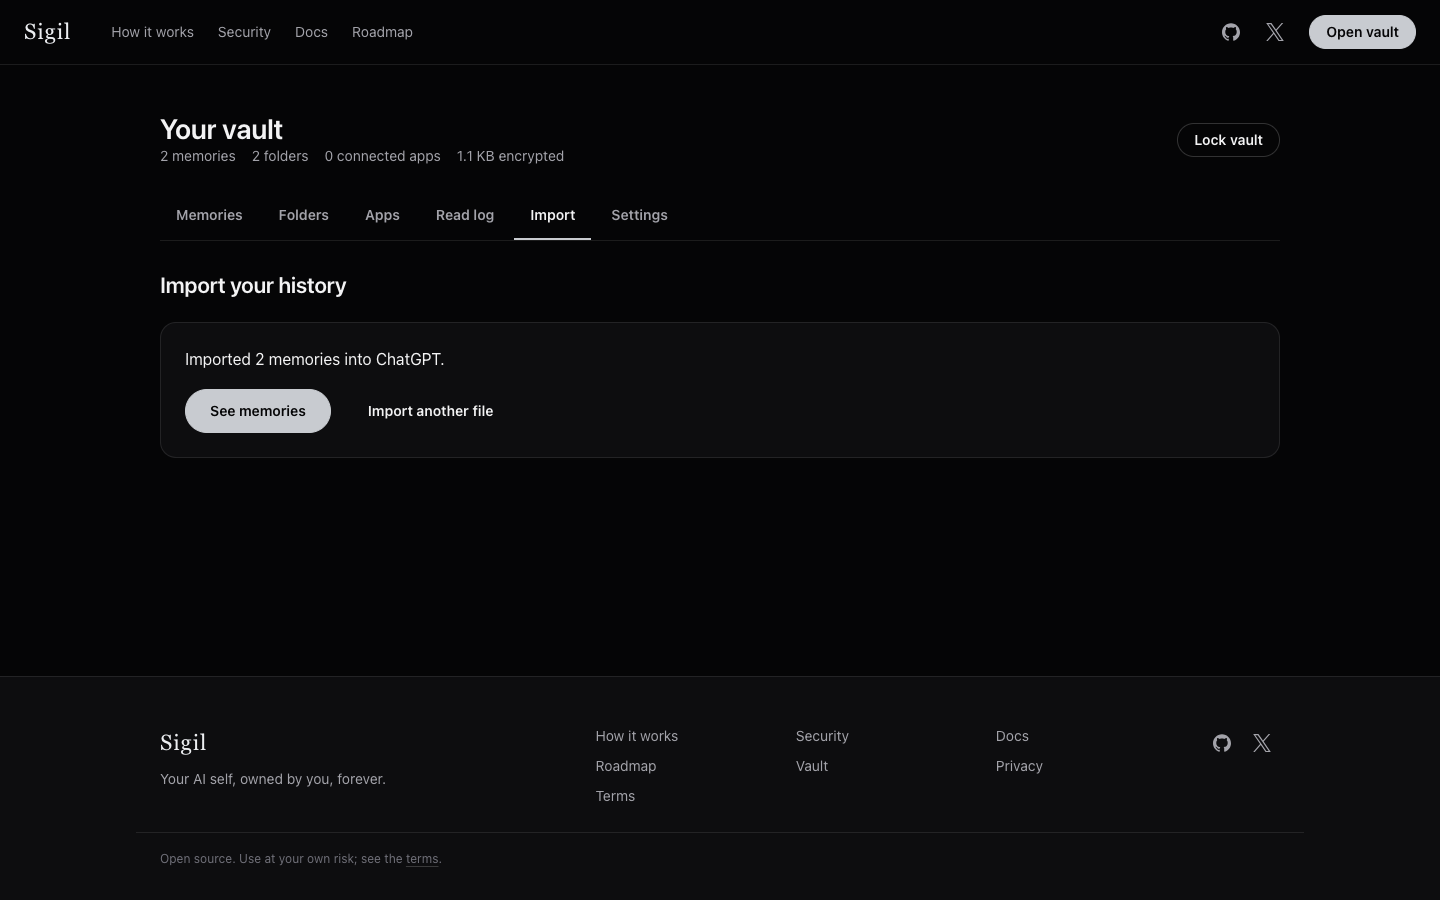 Sigil
How it works
Security
Docs
Roadmap
Open vault
Your vault
2 memories 2 folders 0 connected apps 1.1 KB encrypted
Lock vault
Memories
Folders
Apps
Read log
Import
Settings
Import your history
Imported 2 memories into ChatGPT.
See memories
Import another file
Sigil
Your AI self, owned by you, forever.
How it works
Security
Docs
Roadmap
Vault
Privacy
Terms
Open source. Use at your own risk; see the terms.